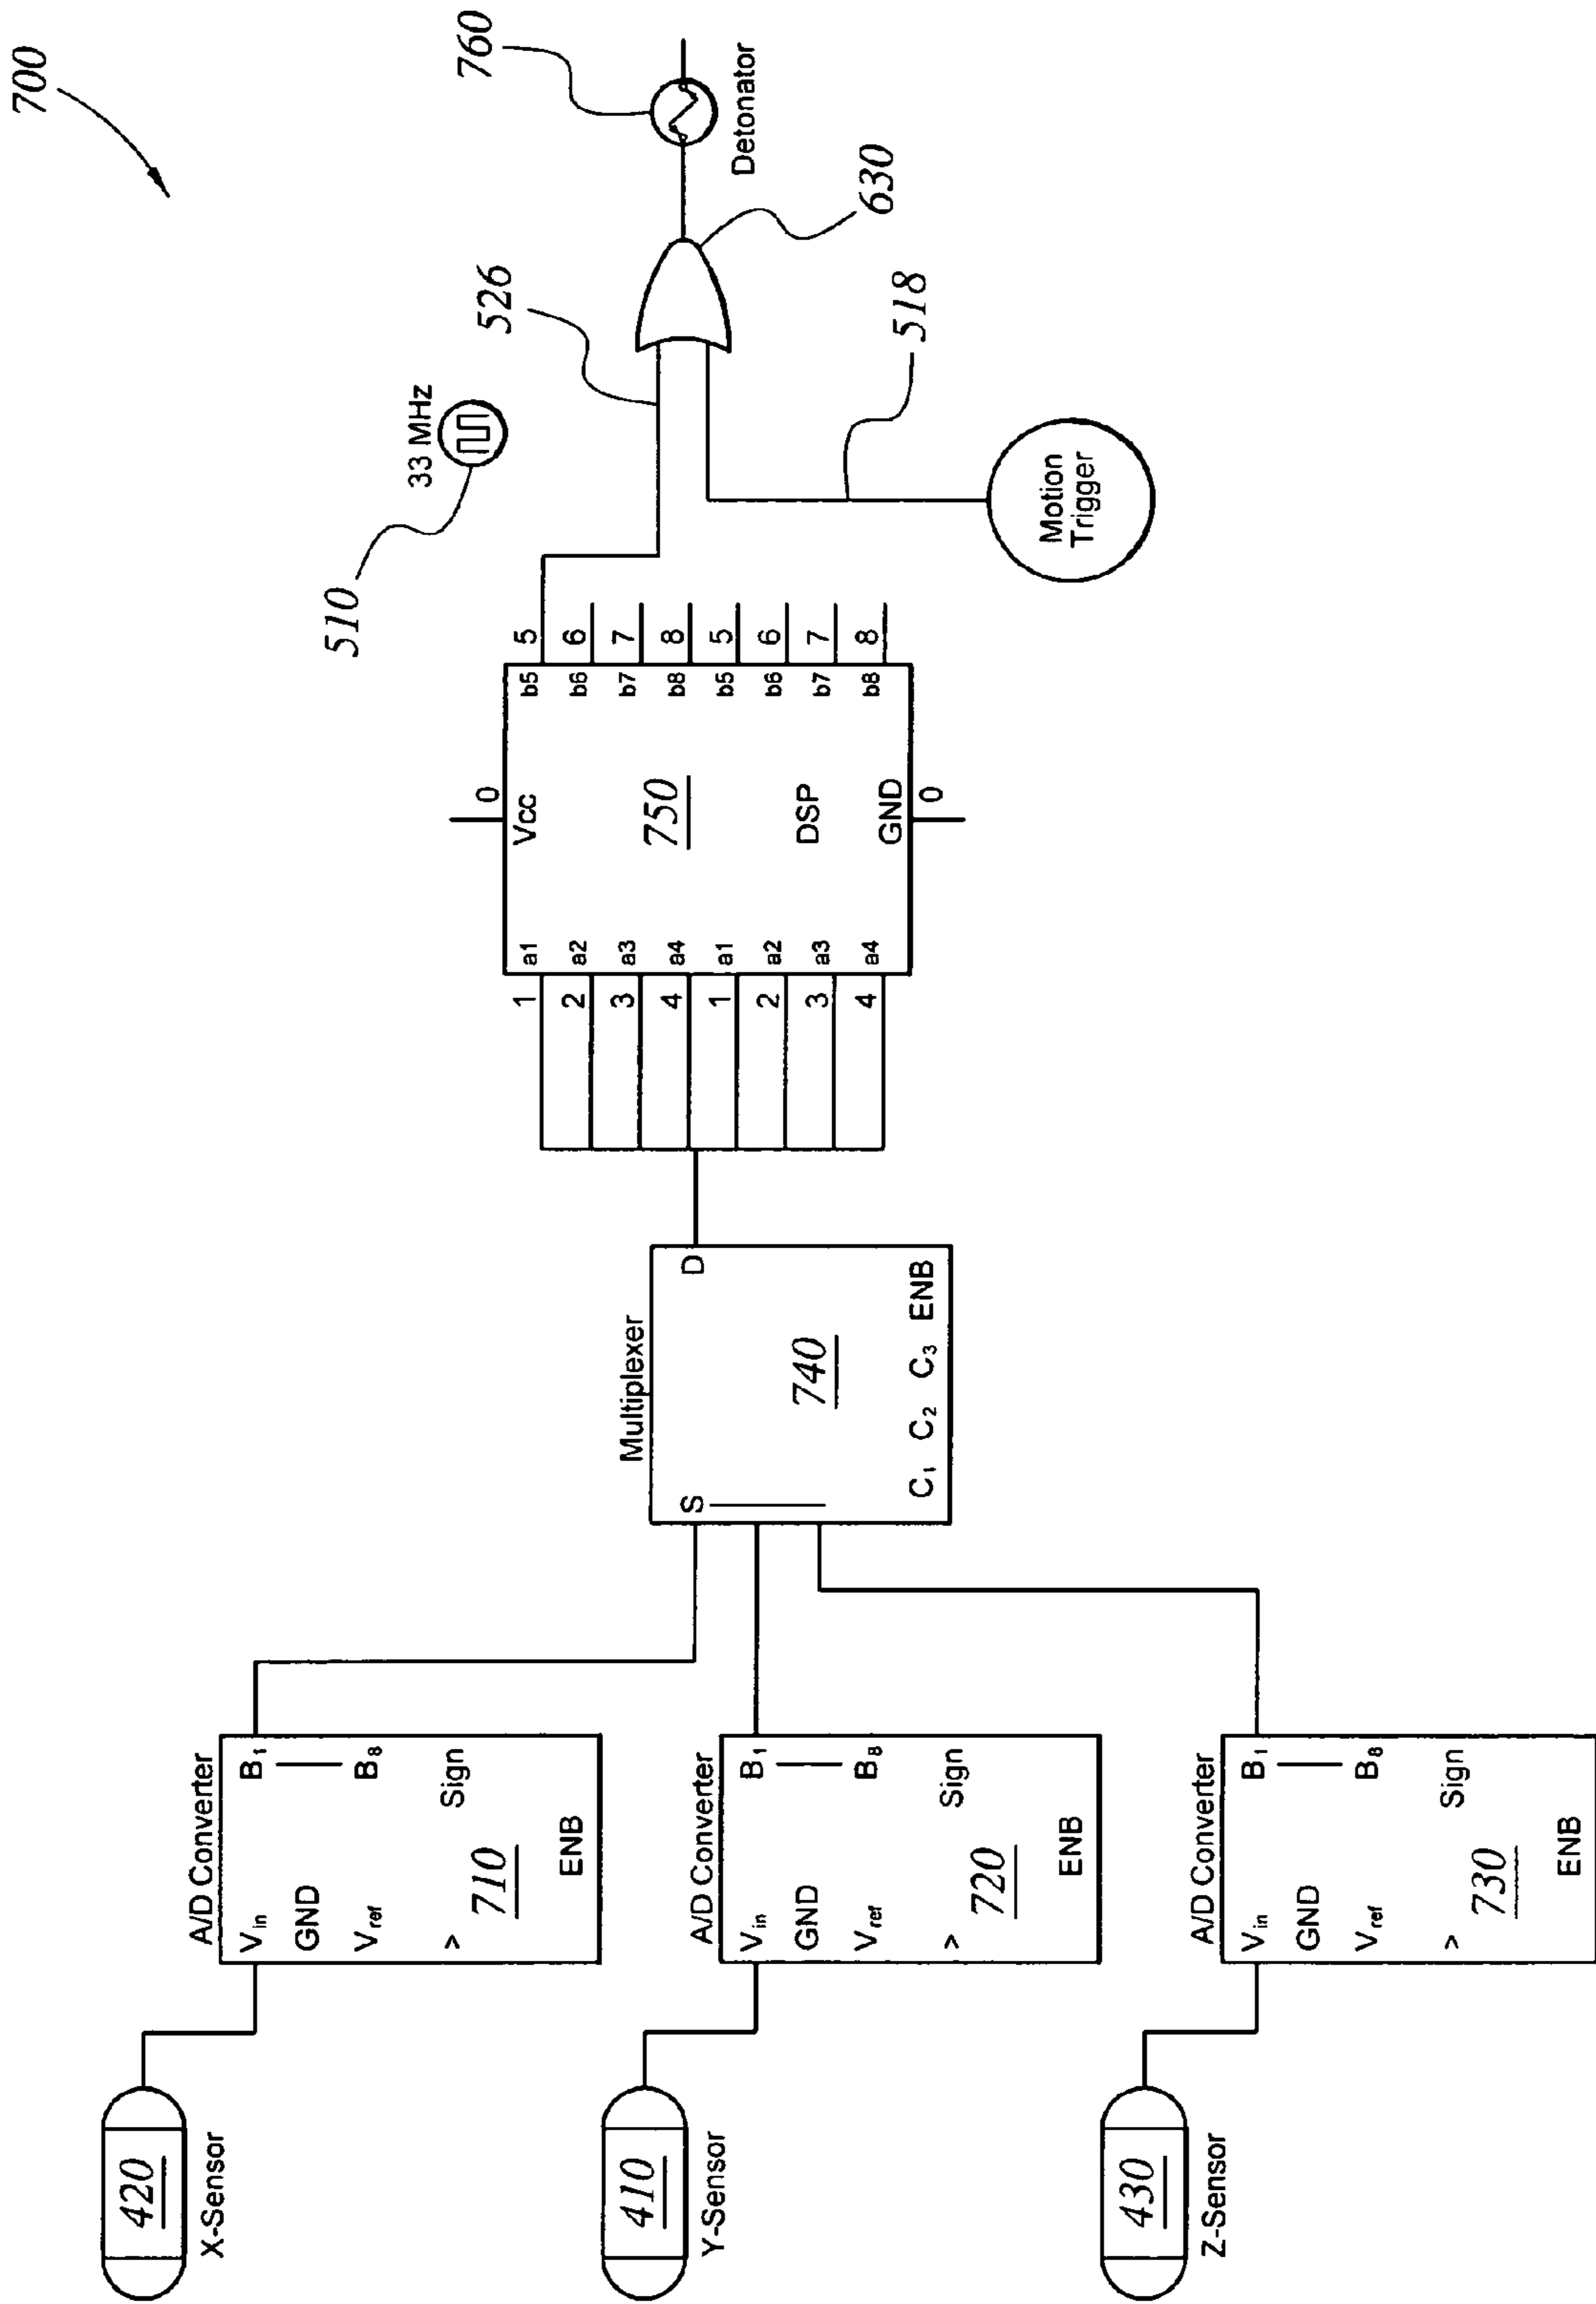 700
X-Sensor
420
A/D Converter
Vin
GND
Vref
>
710
B1
B8
Sign
ENB
Y-Sensor
410
A/D Converter
Vin
GND
Vref
>
720
B1
B8
Sign
ENB
Z-Sensor
430
A/D Converter
Vin
GND
Vref
>
730
B1
B8
Sign
ENB
Multiplexer
S
D
740
C1 C2 C3 ENB
1 a1
2 a2
3 a3
4 a4
1 a1
2 a2
3 a3
4 a4
0
Vcc
750
DSP
GND
0
b5 5
b6 6
b7 7
b8 8
b5 5
b6 6
b7 7
b8 8
510
33 MHz
526
518
Motion
Trigger
630
760
Detonator